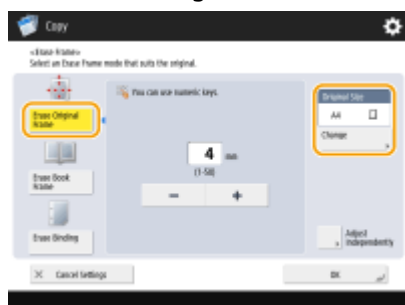 Copy
<Erase Frame>
Select an Erase Frame mode that suits the original.
You can use numeric keys.
Erase Original
Frame
4 mm
(1-50)
− +
Erase Book
Frame
Erase Binding
Original Size
A4
Change
Adjust
Independently
Cancel Settings
OK